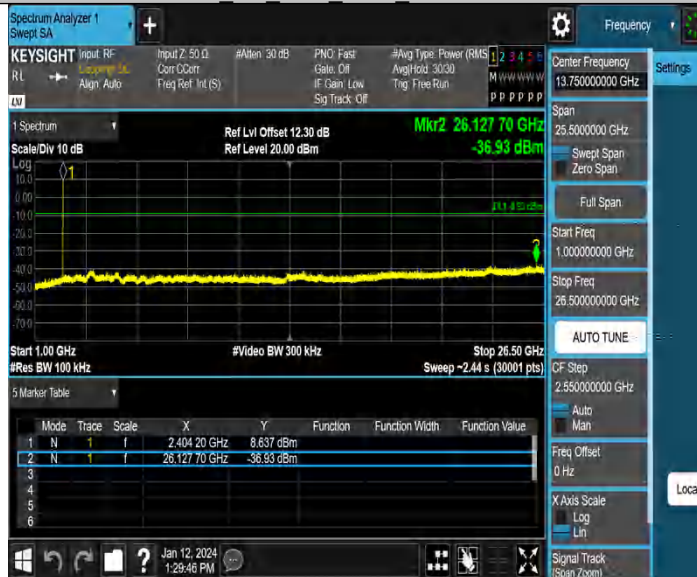 Spectrum Analyzer 1
Swept SA
Frequency
Settings
KEYSIGHT
Input: RF
Coupling: DC
Align: Auto
Input Z: 50 Ω
Corr CCorr
Freq Ref: Int (S)
#Atten: 30 dB
PNO: Fast
Gate: Off
IF Gain: Low
Sig Track: Off
#Avg Type: Power (RMS)
Avg|Hold: 30/30
Trig: Free Run
1 2 3 4 5 6
M W W W W W
P P P P P P
R L
LXI
1 Spectrum
Scale/Div 10 dB
Ref Lvl Offset 12.30 dB
Ref Level 20.00 dBm
Mkr2 26.127 70 GHz
-36.93 dBm
Log
10.0
0.00
-10.0
-20.0
-30.0
-40.0
-50.0
-60.0
-70.0
1
Start 1.00 GHz
#Video BW 300 kHz
Stop 26.50 GHz
#Res BW 100 kHz
Sweep ~2.44 s (30001 pts)
5 Marker Table
Mode Trace Scale X Y Function Function Width Function Value
1 N 1 f 2.404 20 GHz 8.637 dBm
2 N 1 f 26.127 70 GHz -36.93 dBm
3
4
5
6
Jan 12, 2024
1:29:46 PM
Center Frequency
13.750000000 GHz
Span
25.5000000 GHz
Swept Span
Zero Span
Full Span
Start Freq
1.000000000 GHz
Stop Freq
26.500000000 GHz
AUTO TUNE
CF Step
2.550000000 GHz
Auto
Man
Freq Offset
0 Hz
X Axis Scale
Log
Lin
Signal Track
(Span Zoom)
Loca